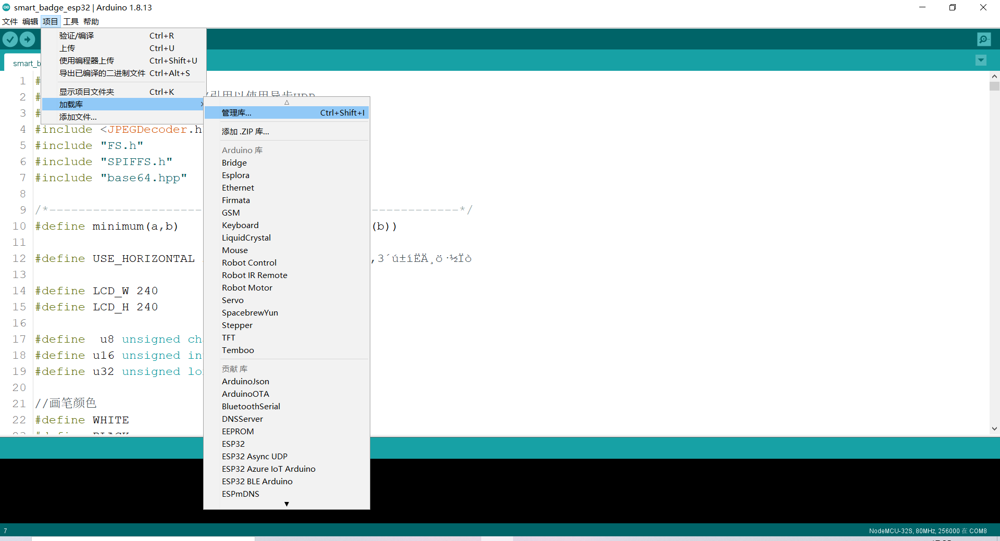 smart_badge_esp32 | Arduino 1.8.13
文件 编辑 项目 工具 帮助
验证/编译 Ctrl+R
上传 Ctrl+U
使用编程器上传 Ctrl+Shift+U
导出已编译的二进制文件 Ctrl+Alt+S
显示项目文件夹 Ctrl+K
加载库
添加文件...
smart_b
管理库... Ctrl+Shift+I
添加 .ZIP 库...
Arduino 库
Bridge
Esplora
Ethernet
Firmata
GSM
Keyboard
LiquidCrystal
Mouse
Robot Control
Robot IR Remote
Robot Motor
Servo
SpacebrewYun
Stepper
TFT
Temboo
贡献 库
ArduinoJson
ArduinoOTA
BluetoothSerial
DNSServer
EEPROM
ESP32
ESP32 Async UDP
ESP32 Azure IoT Arduino
ESP32 BLE Arduino
ESPmDNS
1 #
2 # /引用以使用异步UDP
3 #
4 #include <JPEGDecoder.h
5 #include "FS.h"
6 #include "SPIFFS.h"
7 #include "base64.hpp"
8
9 /*----------------------- ------------*/
10 #define minimum(a,b) (b))
11
12 #define USE_HORIZONTAL ,3´ú±íËÄ¸ö·½Ïò
13
14 #define LCD_W 240
15 #define LCD_H 240
16
17 #define  u8 unsigned ch
18 #define u16 unsigned in
19 #define u32 unsigned lo
20
21 //画笔颜色
22 #define WHITE
7
NodeMCU-32S, 80MHz, 256000 在 COM8